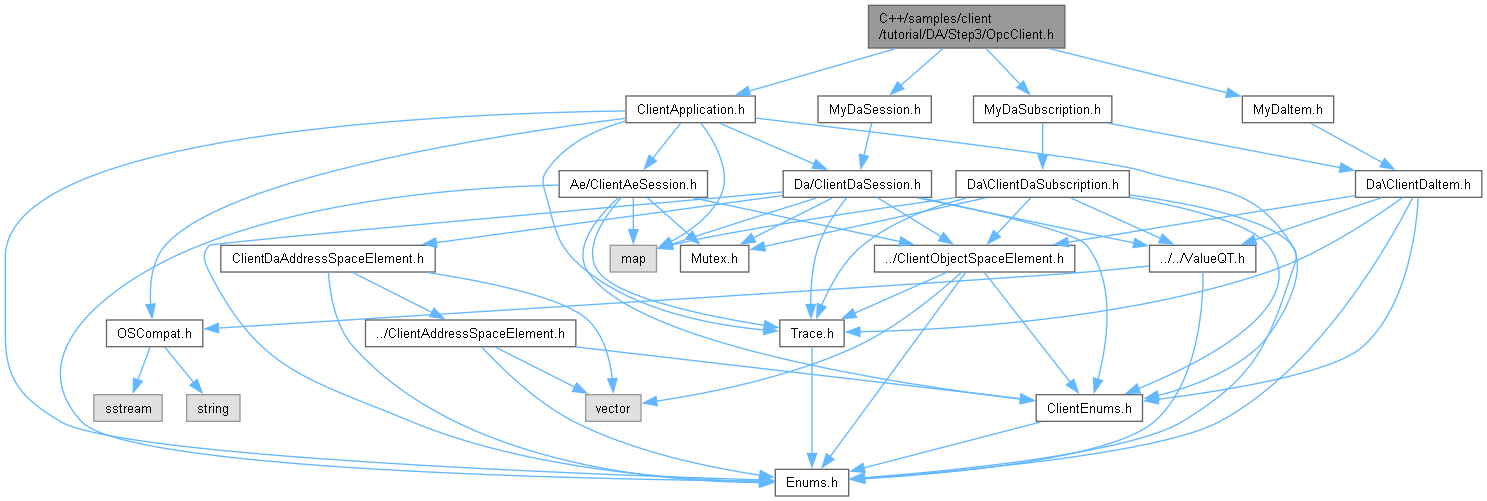 C++/samples/client
/tutorial/DA/Step3/OpcClient.h
ClientApplication.h
MyDaSession.h
MyDaSubscription.h
MyDaItem.h
Ae/ClientAeSession.h
Da/ClientDaSession.h
Da\ClientDaSubscription.h
Da\ClientDaItem.h
ClientDaAddressSpaceElement.h
map
Mutex.h
../ClientObjectSpaceElement.h
../../ValueQT.h
OSCompat.h
../ClientAddressSpaceElement.h
Trace.h
sstream
string
vector
ClientEnums.h
Enums.h